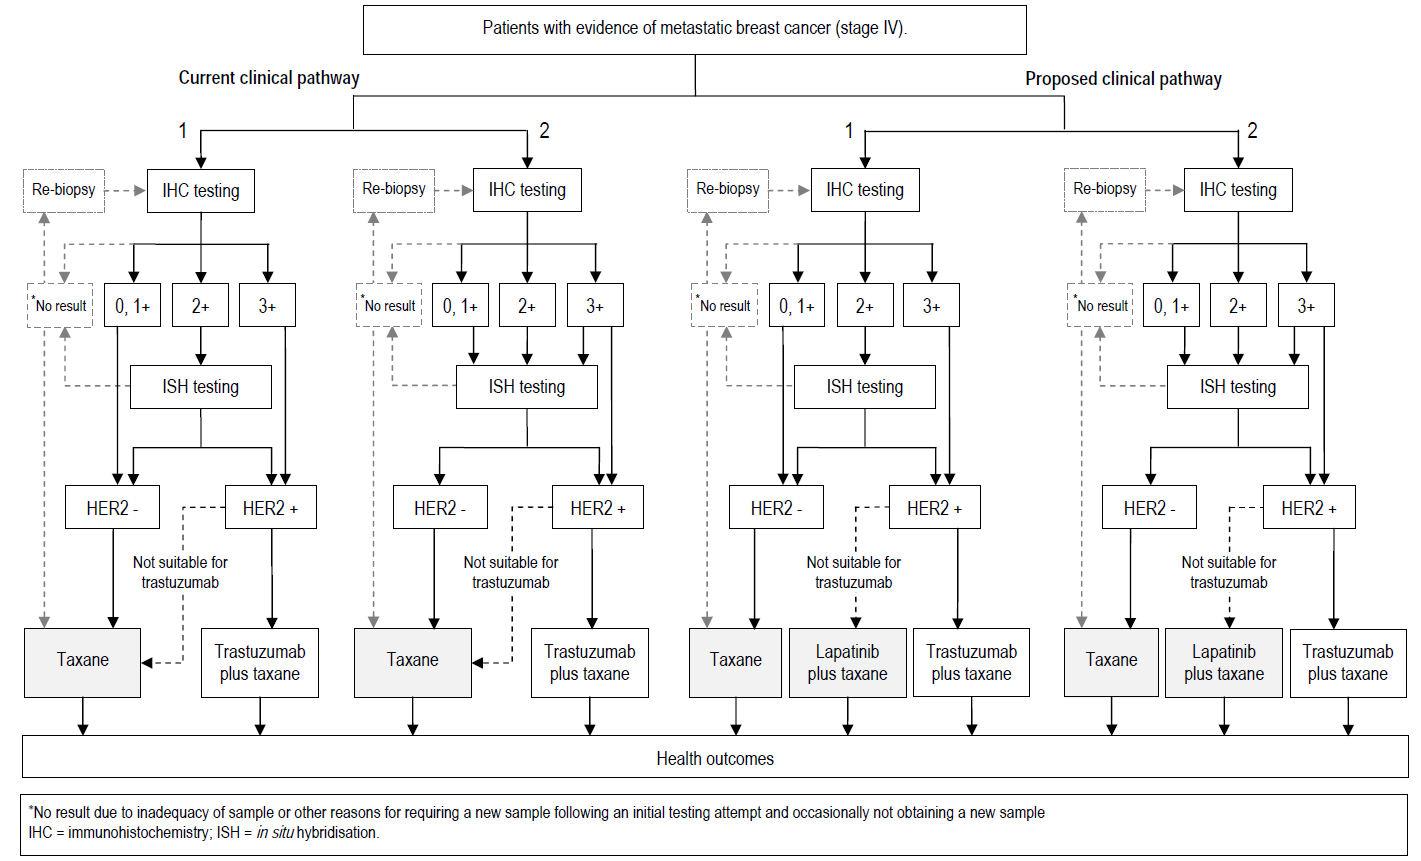 Patients with evidence of metastatic breast cancer (stage IV).
Current clinical pathway
Proposed clinical pathway
1
2
1
2
Re-biopsy
IHC testing
Re-biopsy
IHC testing
Re-biopsy
IHC testing
Re-biopsy
IHC testing
*No result
0, 1+
2+
3+
*No result
0, 1+
2+
3+
*No result
0, 1+
2+
3+
*No result
0, 1+
2+
3+
ISH testing
ISH testing
ISH testing
ISH testing
HER2 -
HER2 +
HER2 -
HER2 +
HER2 -
HER2 +
HER2 -
HER2 +
Not suitable for
trastuzumab
Not suitable for
trastuzumab
Not suitable for
trastuzumab
Not suitable for
trastuzumab
Taxane
Trastuzumab
plus taxane
Taxane
Trastuzumab
plus taxane
Taxane
Lapatinib
plus taxane
Trastuzumab
plus taxane
Taxane
Lapatinib
plus taxane
Trastuzumab
plus taxane
Health outcomes
*No result due to inadequacy of sample or other reasons for requiring a new sample following an initial testing attempt and occasionally not obtaining a new sample
IHC = immunohistochemistry; ISH = in situ hybridisation.